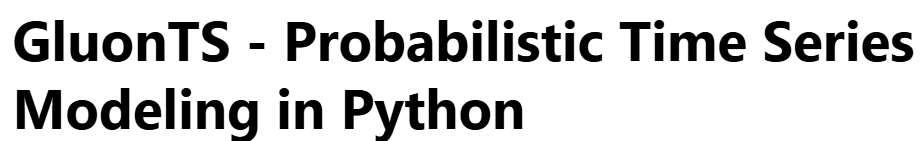 GluonTS - Probabilistic Time Series
Modeling in Python